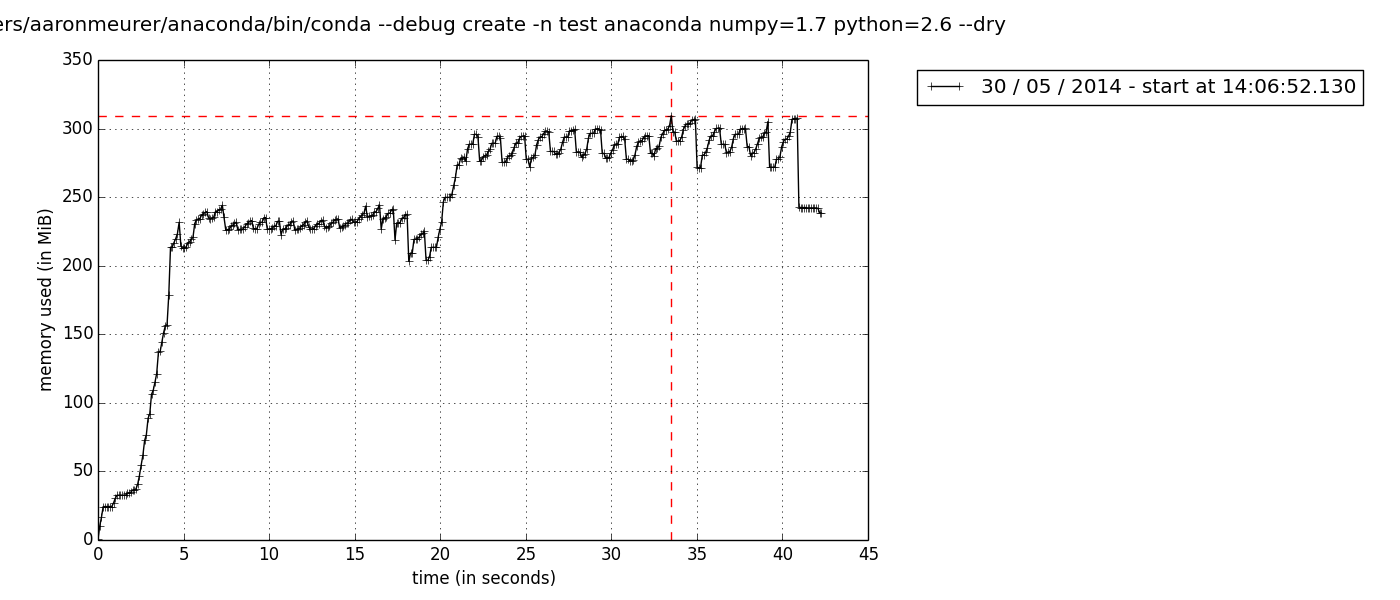 ers/aaronmeurer/anaconda/bin/conda --debug create -n test anaconda numpy=1.7 python=2.6 --dry
30 / 05 / 2014 - start at 14:06:52.130
memory used (in MiB)
350
300
250
200
150
100
50
0
0 5 10 15 20 25 30 35 40 45
time (in seconds)